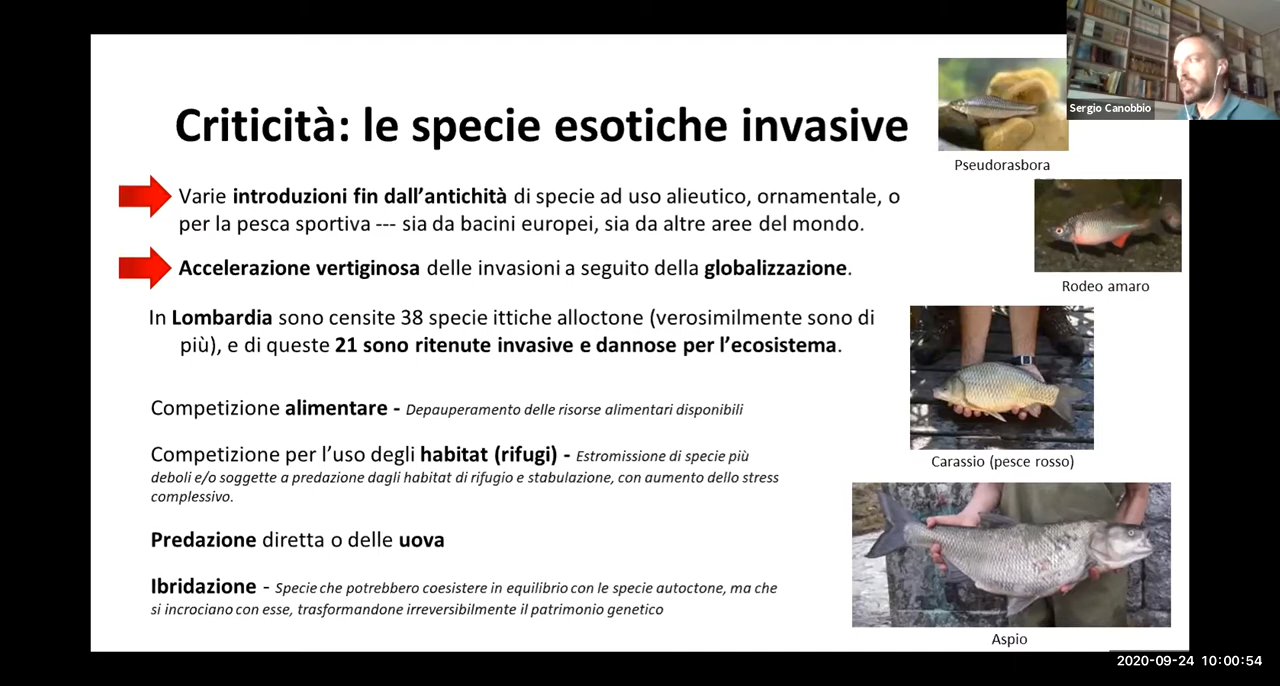 Sergio Canobbio
Criticità: le specie esotiche invasive
Pseudorasbora
Varie introduzioni fin dall’antichità di specie ad uso alieutico, ornamentale, o
per la pesca sportiva --- sia da bacini europei, sia da altre aree del mondo.
Accelerazione vertiginosa delle invasioni a seguito della globalizzazione.
Rodeo amaro
In Lombardia sono censite 38 specie ittiche alloctone (verosimilmente sono di
più), e di queste 21 sono ritenute invasive e dannose per l’ecosistema.
Competizione alimentare - Depauperamento delle risorse alimentari disponibili
Competizione per l’uso degli habitat (rifugi) - Estromissione di specie più
deboli e/o soggette a predazione dagli habitat di rifugio e stabulazione, con aumento dello stress
complessivo.
Carassio (pesce rosso)
Predazione diretta o delle uova
Ibridazione - Specie che potrebbero coesistere in equilibrio con le specie autoctone, ma che
si incrociano con esse, trasformandone irreversibilmente il patrimonio genetico
Aspio
2020-09-24 10:00:54